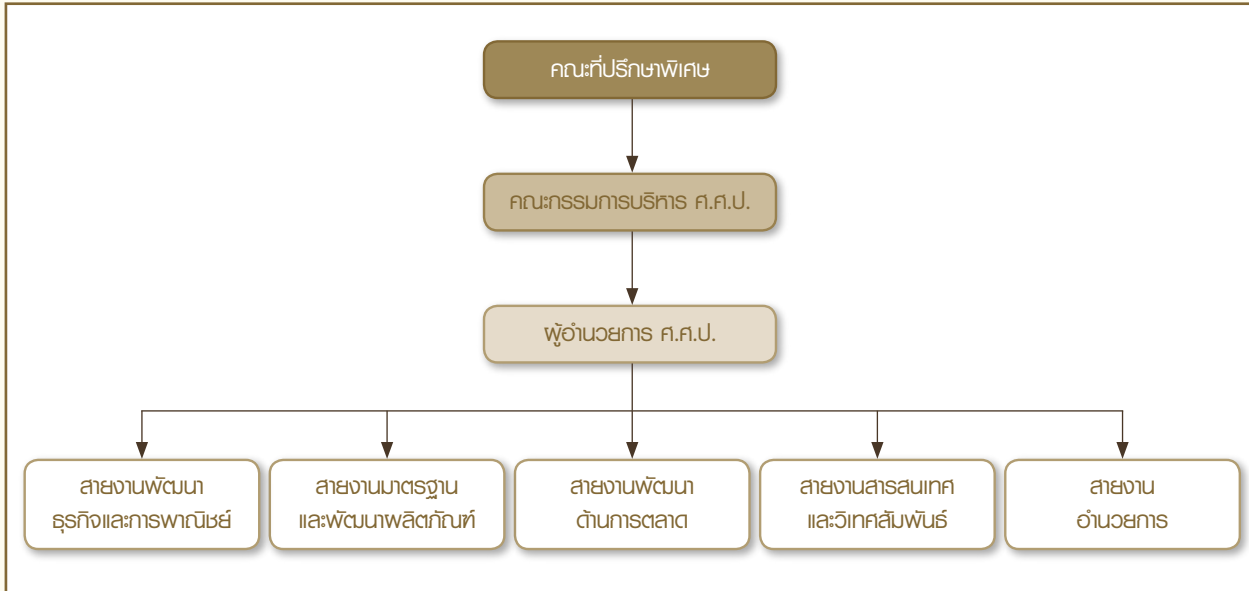 คณะที่ปรึกษาพิเศษ
คณะกรรมการบริหาร ศ.ศ.ป.
ผู้อำนวยการ ศ.ศ.ป.
สายงานพัฒนา
ธุรกิจและการพาณิชย์
สายงานมาตรฐาน
และพัฒนาผลิตภัณฑ์
สายงานพัฒนา
ด้านการตลาด
สายงานสารสนเทศ
และวิเทศสัมพันธ์
สายงาน
อำนวยการ